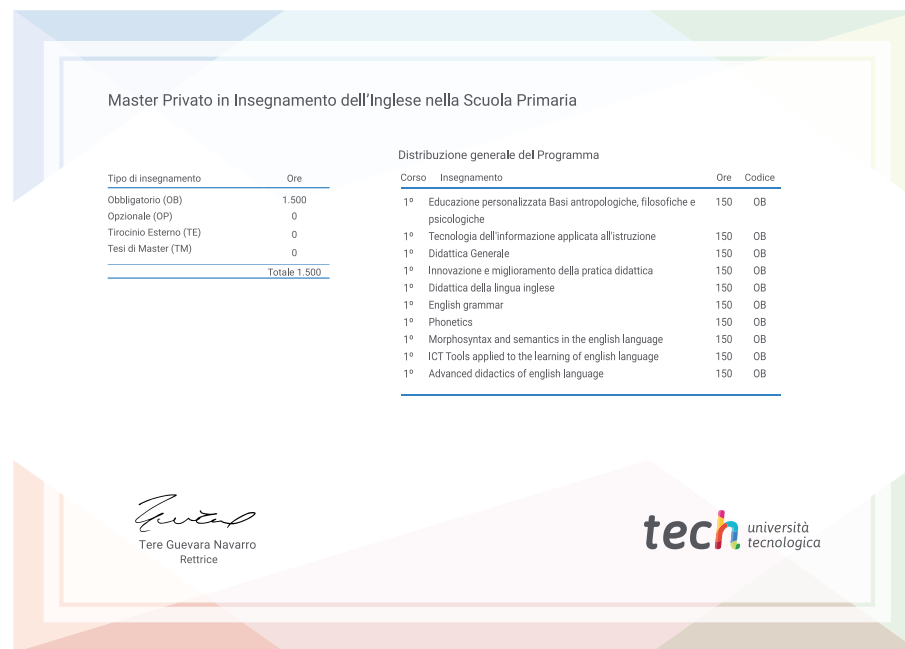 Master Privato in Insegnamento dell'Inglese nella Scuola Primaria
Tipo di insegnamento Ore
Obbligatorio (OB) 1.500
Opzionale (OP) 0
Tirocinio Esterno (TE) 0
Tesi di Master (TM) 0
Totale 1.500
Distribuzione generale del Programma
Corso Insegnamento Ore Codice
1º Educazione personalizzata Basi antropologiche, filosofiche e 150 OB
psicologiche
1º Tecnologia dell'informazione applicata all'istruzione 150 OB
1º Didattica Generale 150 OB
1º Innovazione e miglioramento della pratica didattica 150 OB
1º Didattica della lingua inglese 150 OB
1º English grammar 150 OB
1º Phonetics 150 OB
1º Morphosyntax and semantics in the english language 150 OB
1º ICT Tools applied to the learning of english language 150 OB
1º Advanced didactics of english language 150 OB
Tere Guevara Navarro
Rettrice
tech università
tecnologica